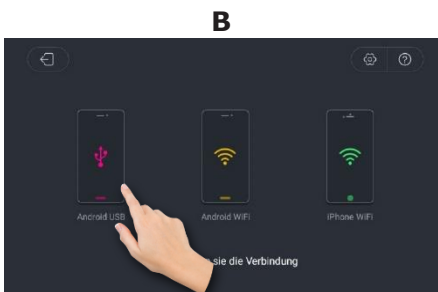 B
Android USB
Android WiFi
iPhone WiFi
sie die Verbindung